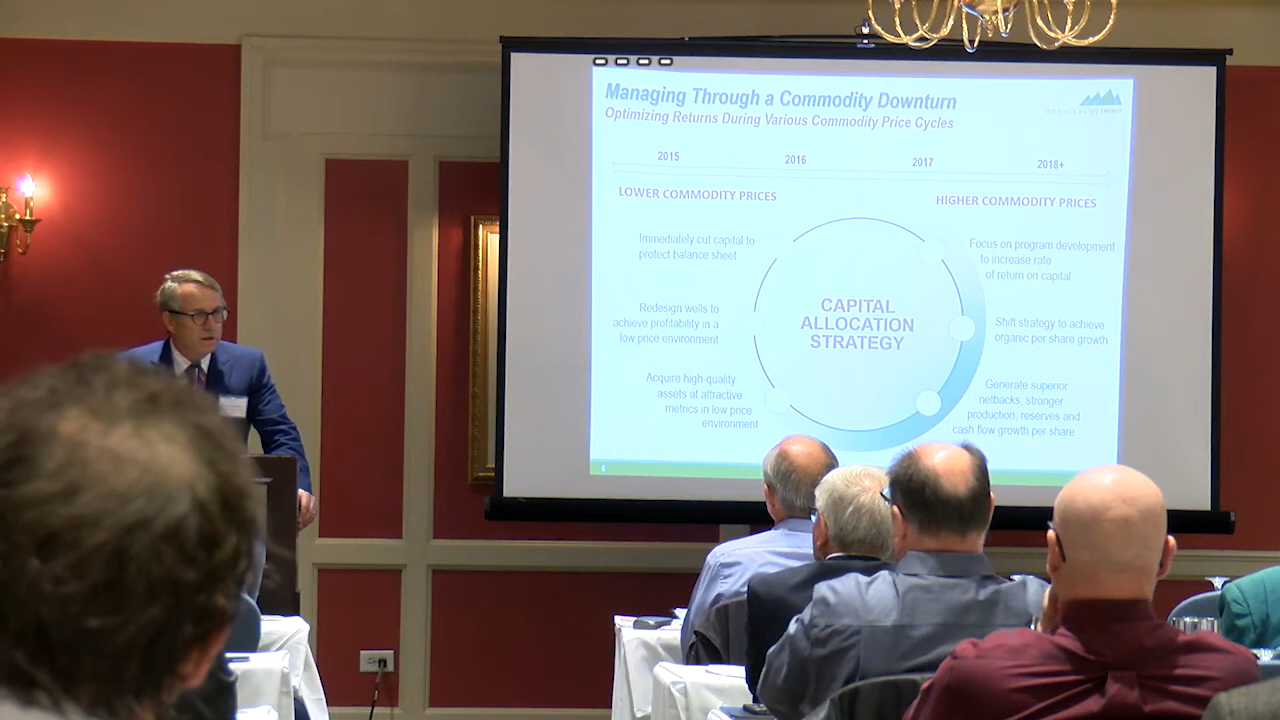 Managing Through a Commodity Downturn
Optimizing Returns During Various Commodity Price Cycles
2015 2016 2017 2018+
LOWER COMMODITY PRICES
HIGHER COMMODITY PRICES
Immediately cut capital to
protect balance sheet
Redesign wells to
achieve profitability in a
low price environment
Acquire high-quality
assets at attractive
metrics in low price
environment
CAPITAL
ALLOCATION
STRATEGY
Focus on program development
to increase rate
of return on capital
Shift strategy to achieve
organic per share growth
Generate superior
netbacks, stronger
production, reserves and
cash flow growth per share
6